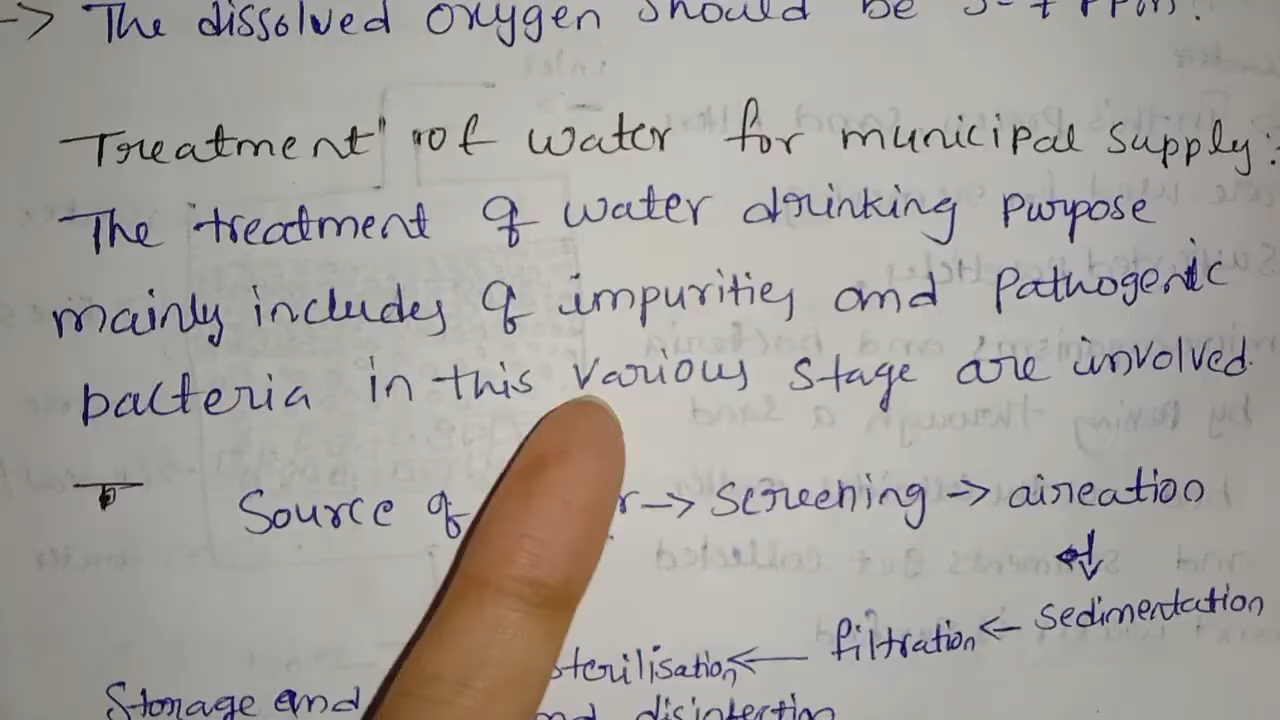 -> The dissolved oxygen should be
Treatment of water for municipal supply:
The treatment of water drinking purpose
mainly includes of impurities and pathogenic
bacteria in this various stage are involved.
Source of -> screening -> aireation
↓
sterilisation <- filtration <- sedimentation
Storage and disinfection